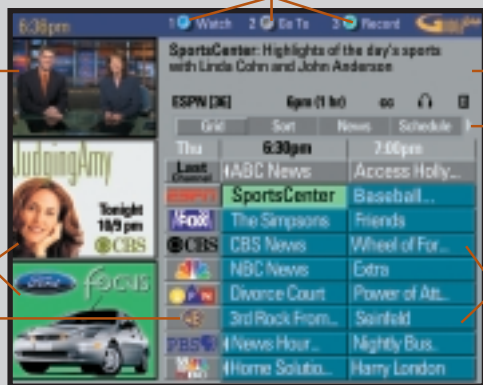 6:36pm
1 Watch 2 Go To 3 Record
SportsCenter: Highlights of the day's sports
with Linda Cohn and John Anderson
ESPN [36] 6pm (1 hr) cc
Grid Sort News Schedule
Thu 6:30pm 7:00pm
Last Channel ABC News Access Holly...
ESPN SportsCenter Baseball...
FOX The Simpsons Friends
CBS CBS News Wheel of For...
NBC News Extra
UPN Divorce Court Power of Att...
3rd Rock From... Seinfeld
PBS News Hour... Nightly Bus...
Home Solutio... Harry London
Judging Amy
Tonight
10/9 pm
CBS
Ford Focus